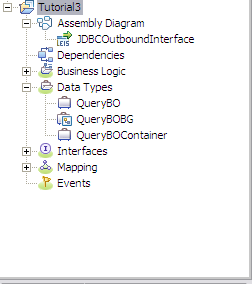 Tutorial3
Assembly Diagram
JDBCOutboundInterface
Dependencies
Business Logic
Data Types
QueryBO
QueryBOBG
QueryBOContainer
Interfaces
Mapping
Events